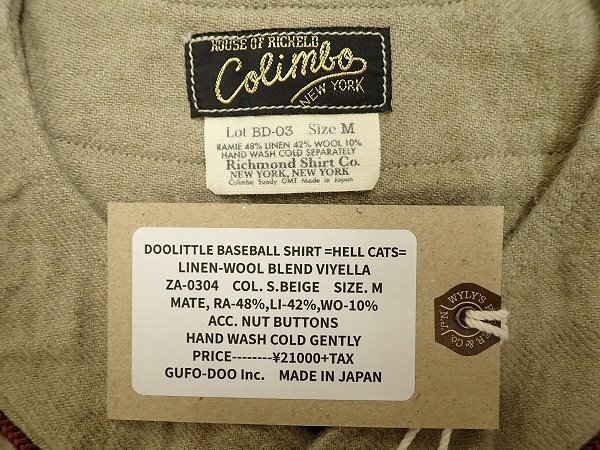 HOUSE OF RICHELD
Colimbo
NEW YORK
Lot BD-03 Size M
RAMIE 48% LINEN 42% WOOL 10%
HAND WASH COLD SEPARATELY
Richmond Shirt Co.
NEW YORK, NEW YORK
Colimbo Sandy GMT Made in Japan
DOOLITTLE BASEBALL SHIRT =HELL CATS=
LINEN-WOOL BLEND VIYELLA
ZA-0304 COL. S.BEIGE SIZE. M
MATE, RA-48%,LI-42%,WO-10%
ACC. NUT BUTTONS
HAND WASH COLD GENTLY
PRICE--------¥21000+TAX
GUFO-DOO Inc. MADE IN JAPAN
WYLY'S
& Co
N.J.